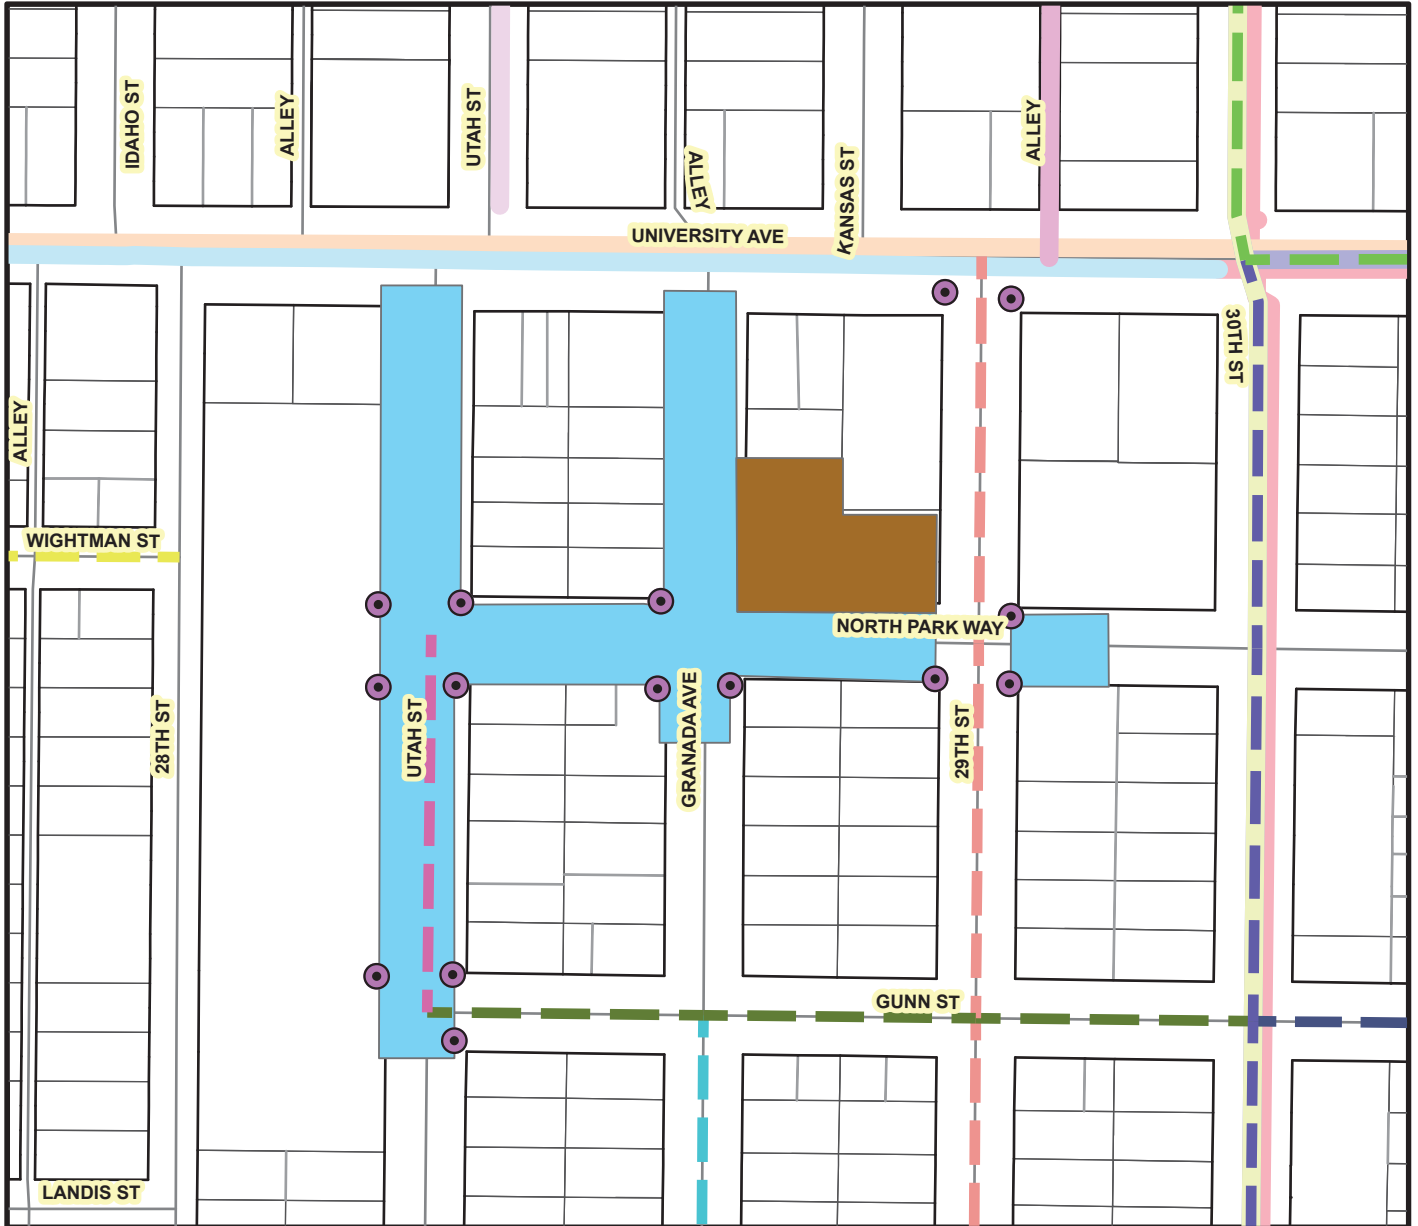 IDAHO ST
ALLEY
UTAH ST
ALLEY
KANSAS ST
ALLEY
UNIVERSITY AVE
30TH ST
ALLEY
WIGHTMAN ST
NORTH PARK WAY
28TH ST
UTAH ST
GRANADA AVE
29TH ST
GUNN ST
LANDIS ST